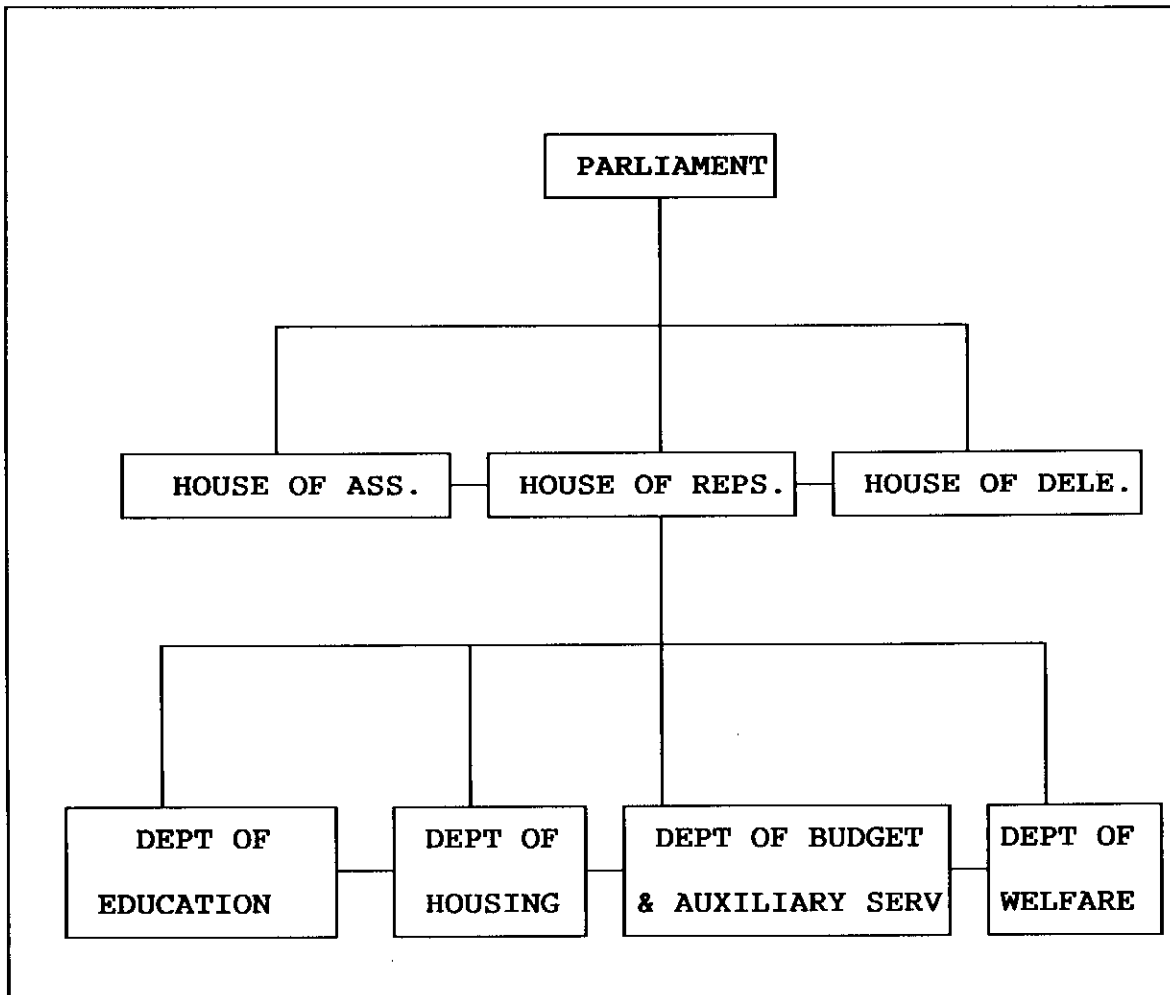 PARLIAMENT
HOUSE OF ASS.
HOUSE OF REPS.
HOUSE OF DELE.
DEPT OF
EDUCATION
DEPT OF
HOUSING
DEPT OF BUDGET
& AUXILIARY SERV
DEPT OF
WELFARE